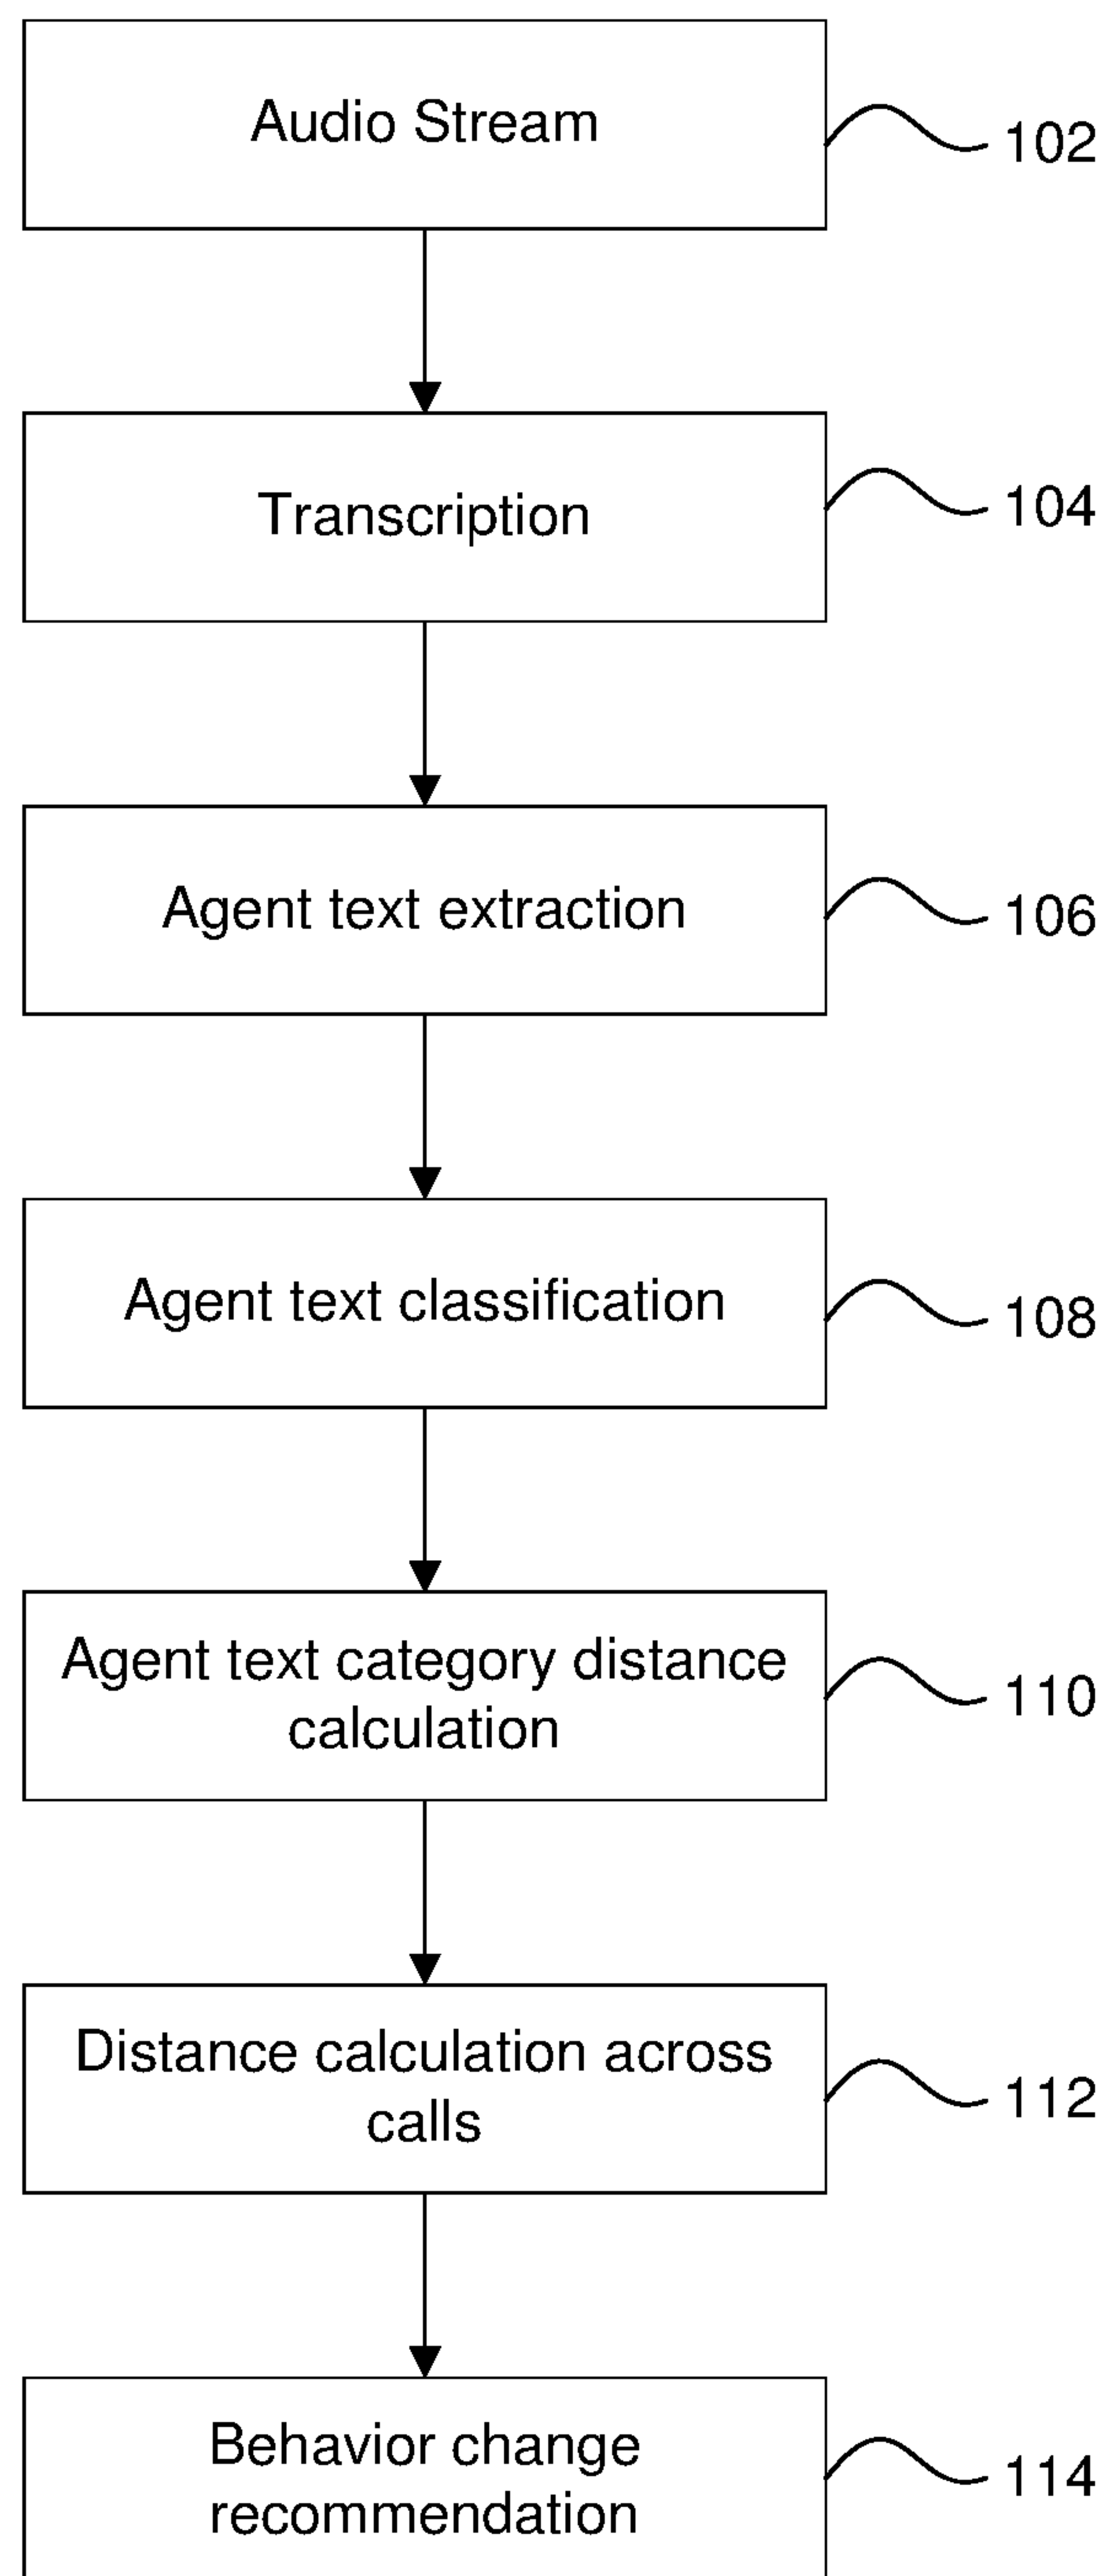 Audio Stream
102
Transcription
104
Agent text extraction
106
Agent text classification
108
Agent text category distance
calculation
110
Distance calculation across
calls
112
Behavior change
recommendation
114